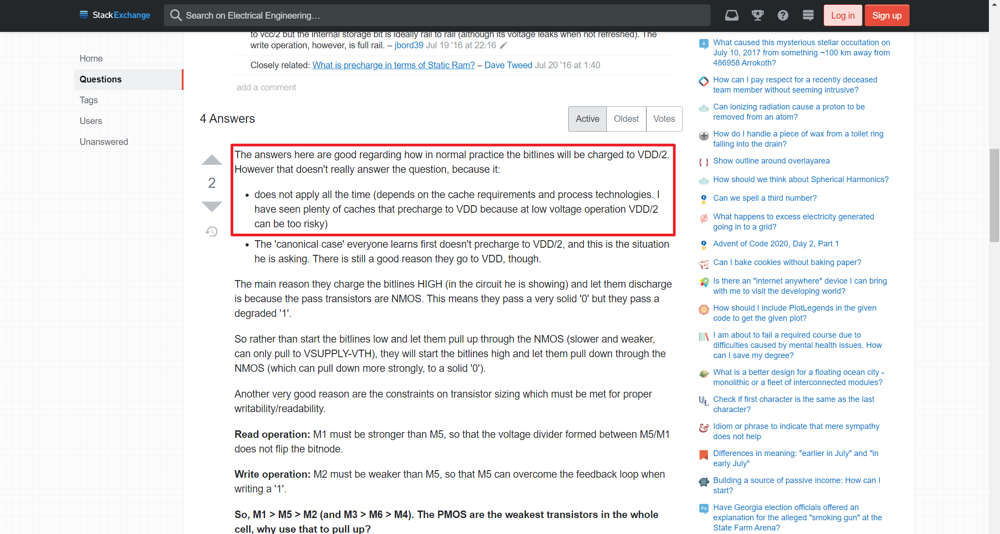 StackExchange
Search on Electrical Engineering…
Log in
Sign up
Home
Questions
Tags
Users
Unanswered
to vcc/2 but the internal storage bit is ideally rail to rail (although its voltage leaks when not refreshed). The
write operation, however, is full rail. – jbord39 Jul 19 '16 at 22:16
Closely related: What is precharge in terms of Static Ram? – Dave Tweed Jul 20 '16 at 1:40
add a comment
4 Answers
Active
Oldest
Votes
2
The answers here are good regarding how in normal practice the bitlines will be charged to VDD/2.
However that doesn't really answer the question, because it:
• does not apply all the time (depends on the cache requirements and process technologies. I
have seen plenty of caches that precharge to VDD because at low voltage operation VDD/2
can be too risky)
• The 'canonical case' everyone learns first doesn't precharge to VDD/2, and this is the situation
he is asking. There is still a good reason they go to VDD, though.
The main reason they charge the bitlines HIGH (in the circuit he is showing) and let them discharge
is because the pass transistors are NMOS. This means they pass a very solid '0' but they pass a
degraded '1'.
So rather than start the bitlines low and let them pull up through the NMOS (slower and weaker,
can only pull to VSUPPLY-VTH), they will start the bitlines high and let them pull down through the
NMOS (which can pull down more strongly, to a solid '0').
Another very good reason are the constraints on transistor sizing which must be met for proper
writability/readability.
Read operation: M1 must be stronger than M5, so that the voltage divider formed between M5/M1
does not flip the bitnode.
Write operation: M2 must be weaker than M5, so that M5 can overcome the feedback loop when
writing a '1'.
So, M1 > M5 > M2 (and M3 > M6 > M4). The PMOS are the weakest transistors in the whole
cell, why use that to pull up?
What caused this mysterious stellar occultation on
July 10, 2017 from something ~100 km away from
486958 Arrokoth?
How can I pay respect for a recently deceased
team member without seeming intrusive?
Can ionizing radiation cause a proton to be
removed from an atom?
How do I handle a piece of wax from a toilet ring
falling into the drain?
Show outline around overlayarea
How should we think about Spherical Harmonics?
Can we spell a third number?
What happens to excess electricity generated
going in to a grid?
Advent of Code 2020, Day 2, Part 1
Can I bake cookies without baking paper?
Is there an "internet anywhere" device I can bring
with me to visit the developing world?
How should I include PlotLegends in the given
code to get the given plot?
I am about to fail a required course due to
difficulties caused by mental health issues. How
can I save my degree?
What is a better design for a floating ocean city -
monolithic or a fleet of interconnected modules?
Check if first character is the same as the last
character?
Idiom or phrase to indicate that mere sympathy
does not help
Differences in meaning: "earlier in July" and "in
early July"
Building a source of passive income: How can I
start?
Have Georgia election officials offered an
explanation for the alleged "smoking gun" at the
State Farm Arena?